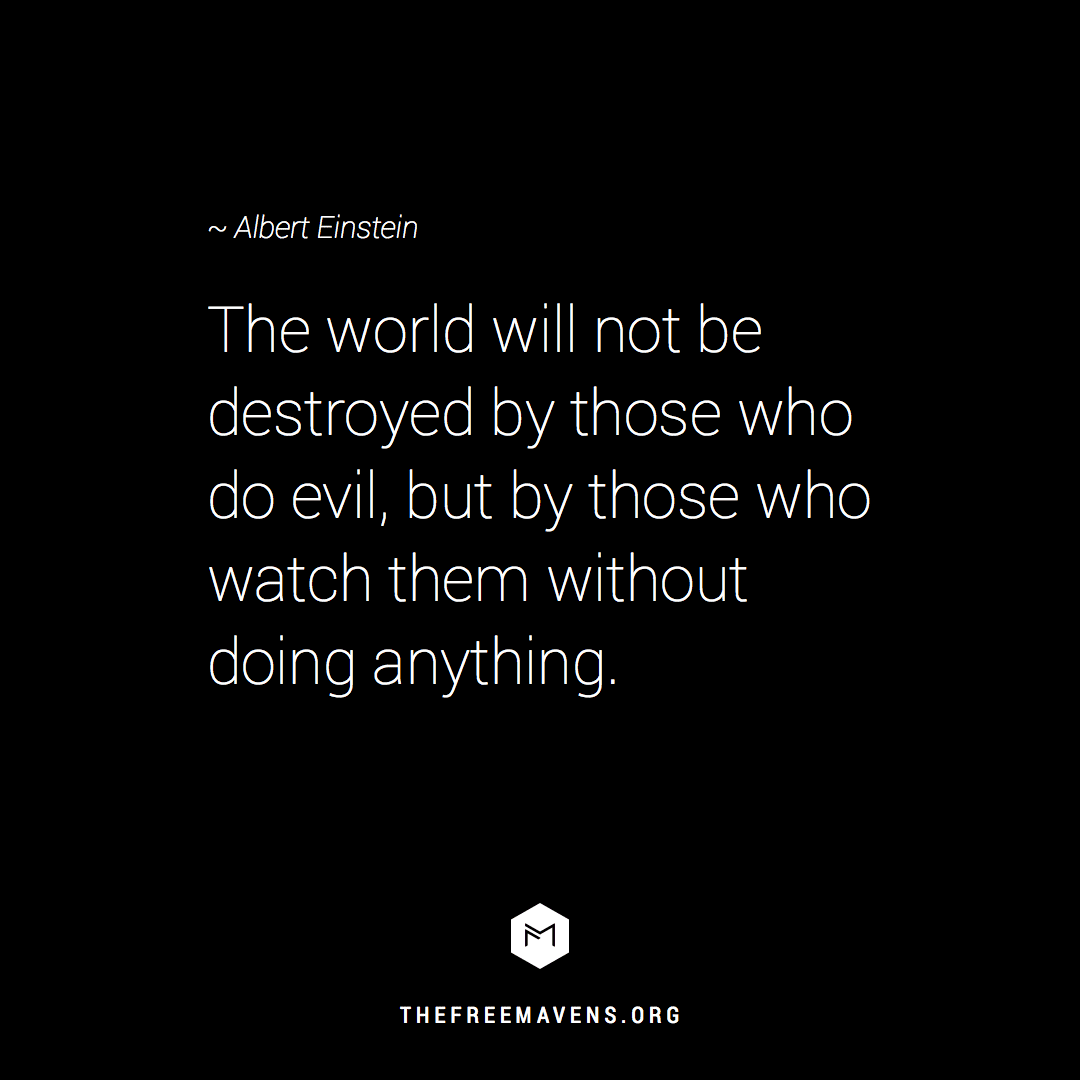 ~ Albert Einstein
The world will not be
destroyed by those who
do evil, but by those who
watch them without
doing anything.
THEFREEMAVENS.ORG